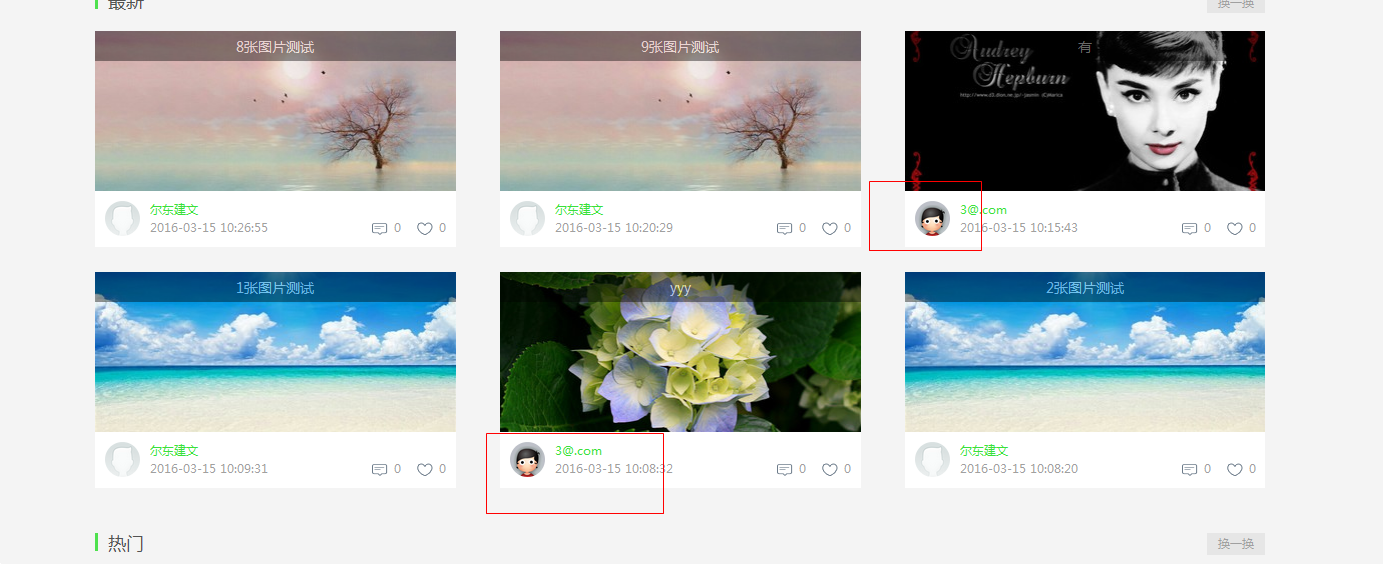 最新
换一换
8张图片测试
9张图片测试
有
Audrey
Hepburn
尔东建文
2016-03-15 10:26:55
0
0
尔东建文
2016-03-15 10:20:29
0
0
3@.com
2016-03-15 10:15:43
0
0
1张图片测试
yyy
2张图片测试
尔东建文
2016-03-15 10:09:31
0
0
3@.com
2016-03-15 10:08:32
0
0
尔东建文
2016-03-15 10:08:20
0
0
热门
换一换